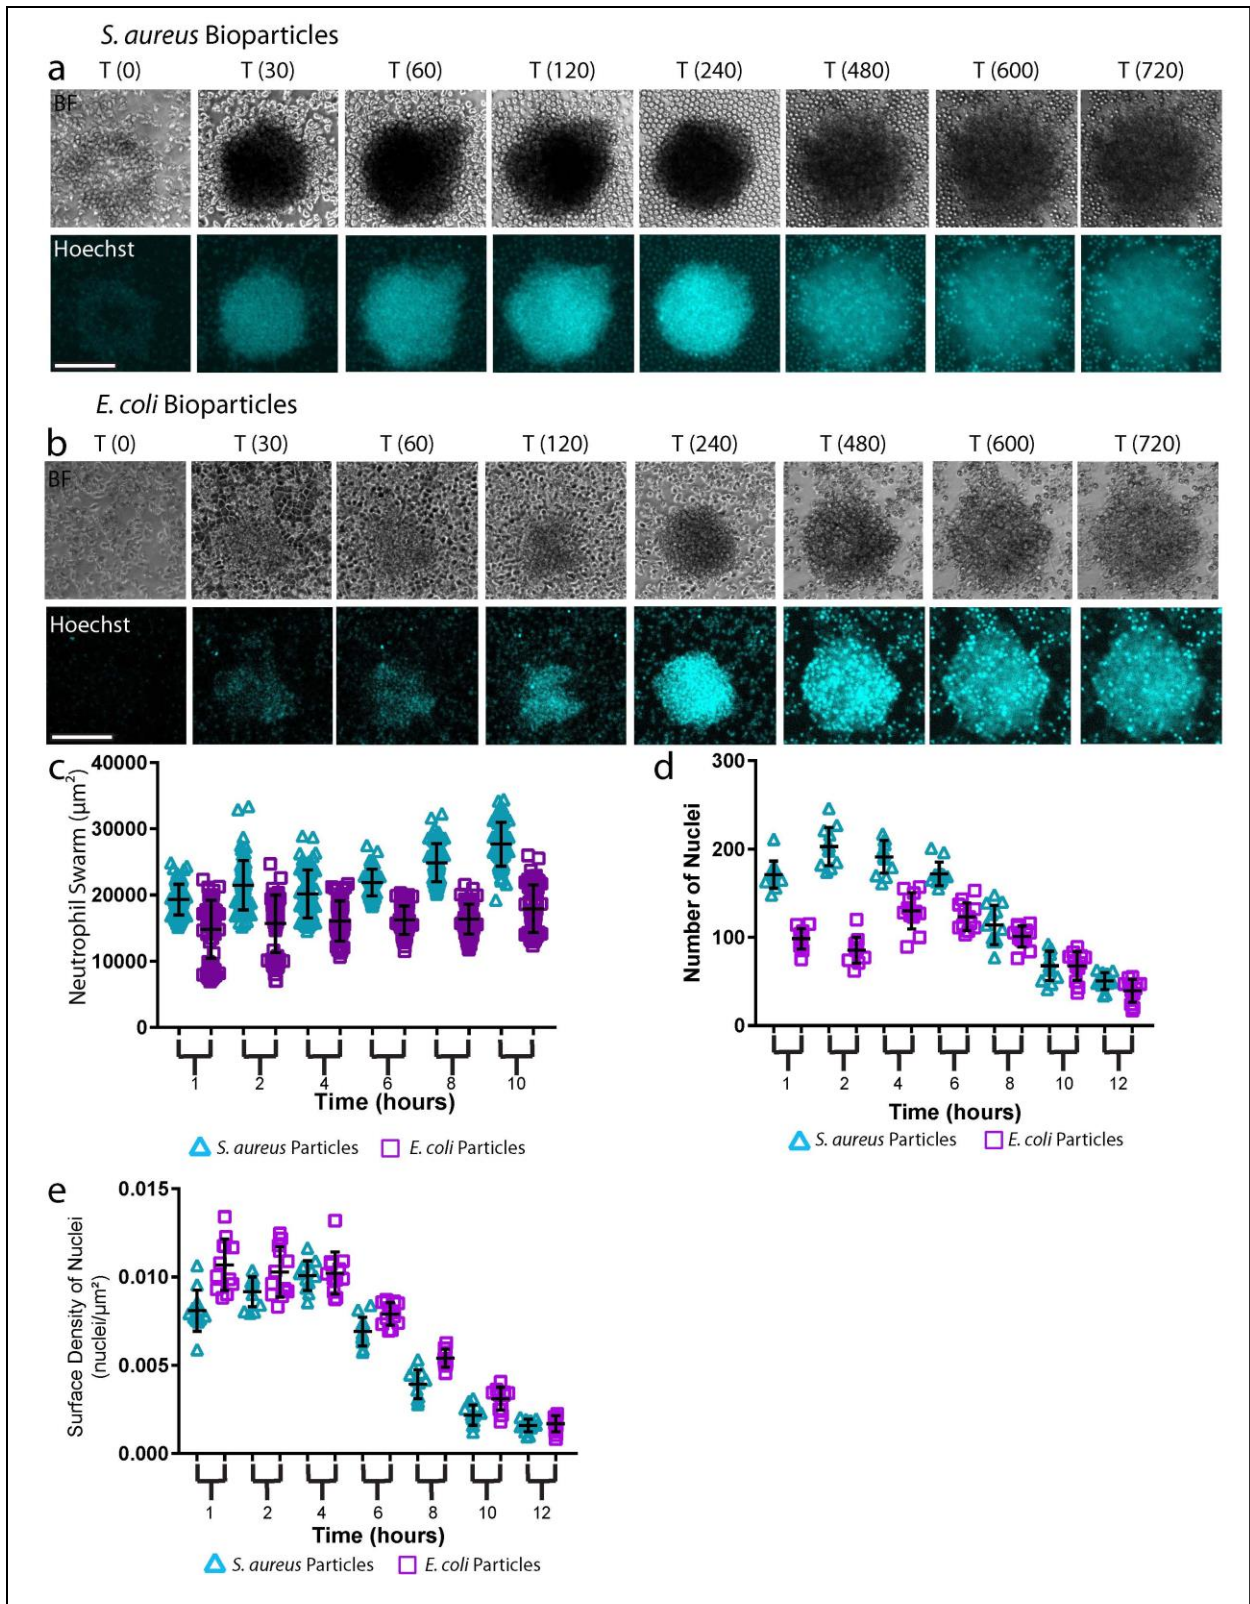 S. aureus Bioparticles
a T (0) T (30) T (60) T (120) T (240) T (480) T (600) T (720)
BF
Hoechst
E. coli Bioparticles
b T (0) T (30) T (60) T (120) T (240) T (480) T (600) T (720)
BF
Hoechst
c
Neutrophil Swarm (µm²)
40000
30000
20000
10000
0
1 2 4 6 8 10
Time (hours)
S. aureus Particles E. coli Particles
d
Number of Nuclei
300
200
100
0
1 2 4 6 8 10 12
Time (hours)
S. aureus Particles E. coli Particles
e
Surface Density of Nuclei
(nuclei/µm²)
0.015
0.010
0.005
0.000
1 2 4 6 8 10 12
Time (hours)
S. aureus Particles E. coli Particles